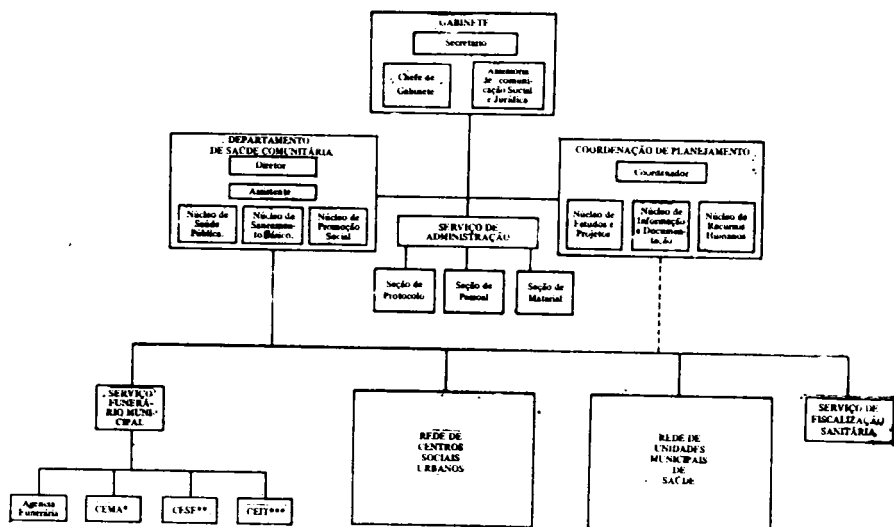 GABINETE
Secretário
Chefe de
Gabinete
Assessoria
de comuni-
cação Social
e Jurídica
DEPARTAMENTO
DE SAÚDE COMUNITÁRIA
Diretor
Assistente
Núcleo de
Saúde
Pública.
Núcleo de
Saneamen-
to Básico.
Núcleo de
Promoção
Social
COORDENAÇÃO DE PLANEJAMENTO
Coordenador
Núcleo de
Estudos e
Projetos
Núcleo de
Informação
e Documen-
tação
Núcleo de
Recursos
Humanos
SERVIÇO DE
ADMINISTRAÇÃO
Seção de
Protocolo
Seção de
Pessoal
Seção de
Material
SERVIÇO
FUNERÁ-
RIO MUNI-
CIPAL
REDE DE
CENTROS
SOCIAIS
URBANOS
REDE DE
UNIDADES
MUNICIPAIS
DE
SAÚDE
SERVIÇO DE
FISCALIZAÇÃO
SANITÁRIA
Agência
Funerária
CEMA*
CESF**